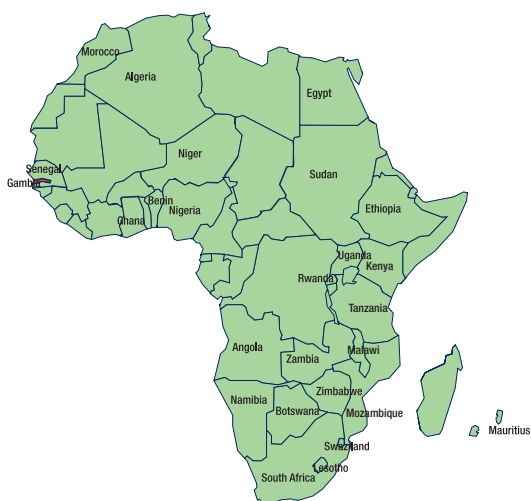 Morocco
Algeria
Egypt
Niger
Senegal
Sudan
Gambia
Benin
Nigeria
Ghana
Ethiopia
Uganda
Kenya
Rwanda
Tanzania
Angola
Malawi
Zambia
Zimbabwe
Namibia
Botswana
Mozambique
Mauritius
Swaziland
Lesotho
South Africa